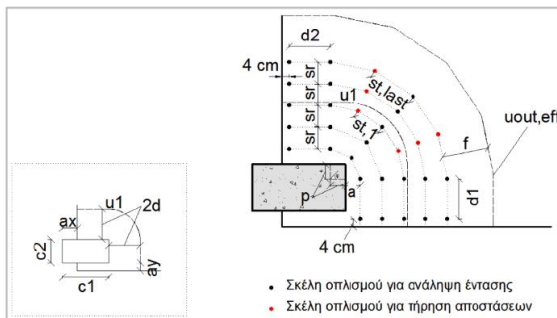 d2
4 cm
sr
sr
sr
sr
u1
st,last
st,1
f
uout,eff
a
p
d1
4 cm
u1
2d
ax
c2
c1
ay
Σκέλη οπλισμού για ανάληψη έντασης
Σκέλη οπλισμού για τήρηση αποστάσεων